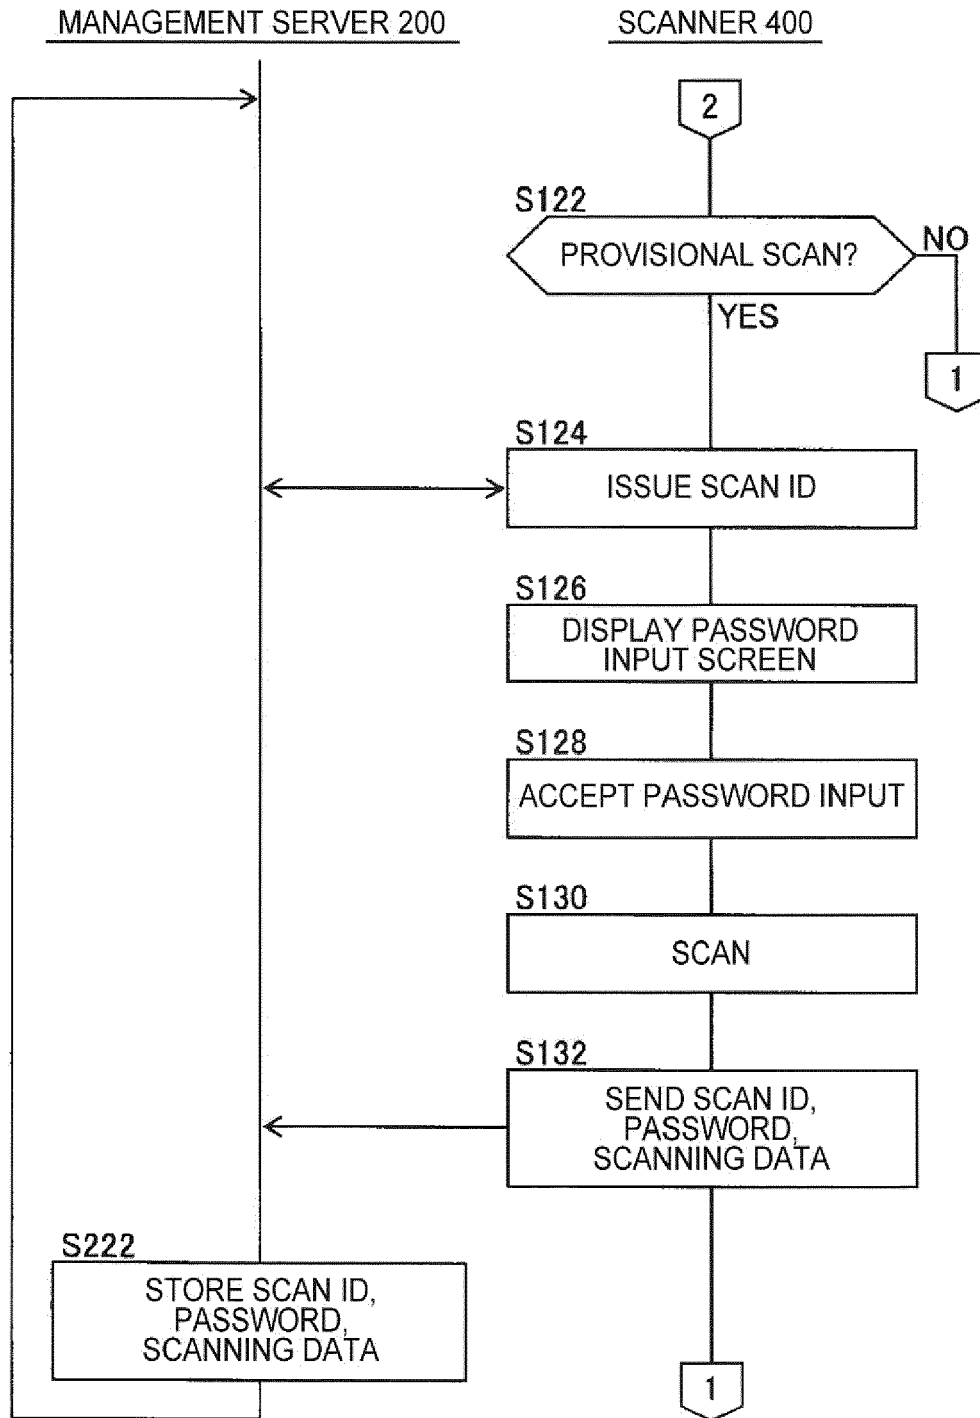 MANAGEMENT SERVER 200
SCANNER 400
2
S122
PROVISIONAL SCAN?
NO
YES
1
S124
ISSUE SCAN ID
S126
DISPLAY PASSWORD
INPUT SCREEN
S128
ACCEPT PASSWORD INPUT
S130
SCAN
S132
SEND SCAN ID,
PASSWORD,
SCANNING DATA
S222
STORE SCAN ID,
PASSWORD,
SCANNING DATA
1